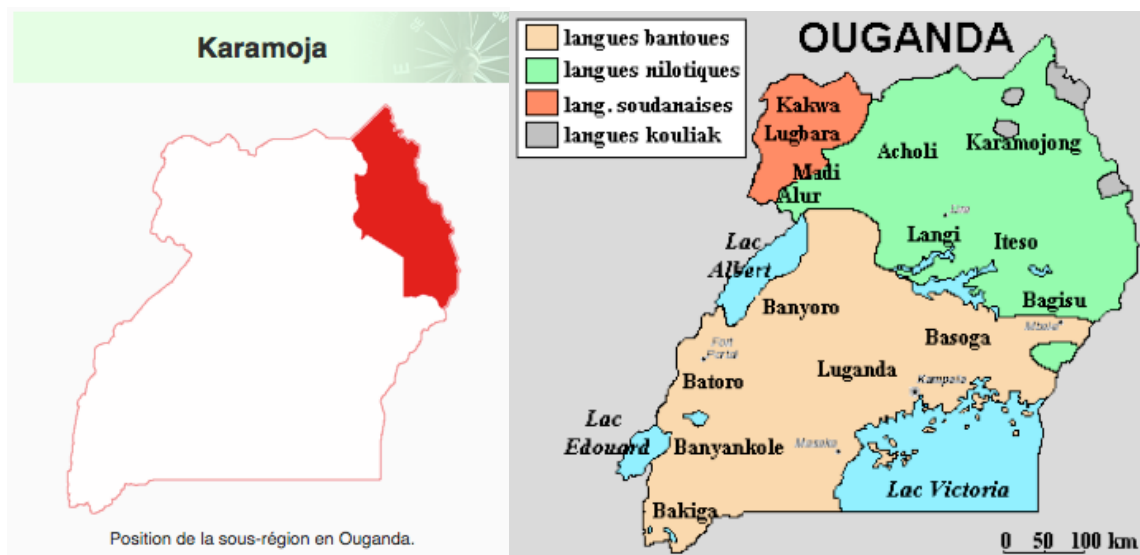 Karamoja
Position de la sous-région en Ouganda.
OUGANDA
langues bantoues
langues nilotiques
lang. soudanaises
langues kouliak
Kakwa
Lugbara
Madi
Alur
Acholi
Karamojong
Lira
Langi
Iteso
Lac
Albert
Bagisu
Mbale
Banyoro
Basoga
Fort
Portal
Luganda
Kampala
Batoro
Lac
Edouard
Banyankole
Masaka
Lac Victoria
Bakiga
0 50 100 km